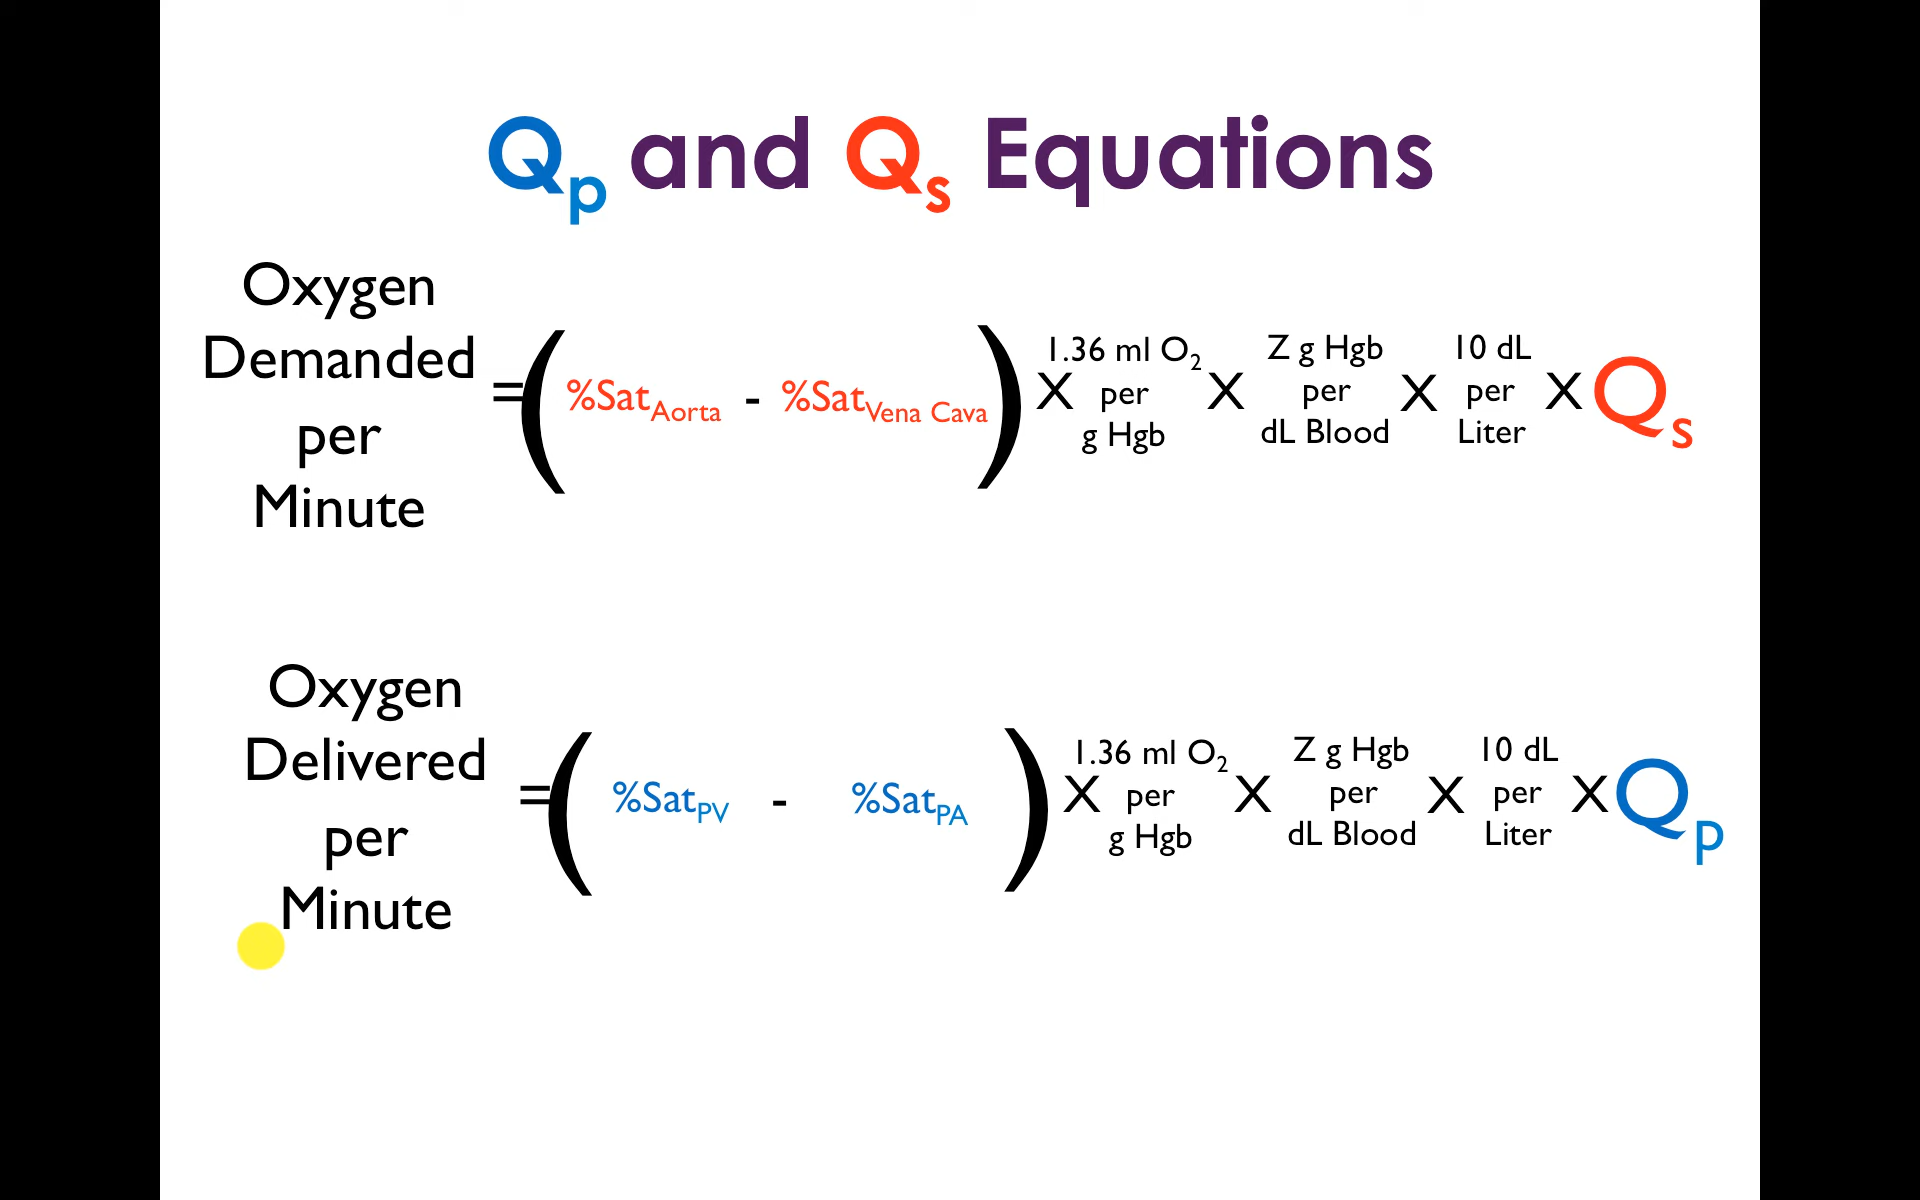 Qp and Qs Equations
Oxygen
Demanded
per
Minute
= ( %SatAorta - %SatVena Cava ) X 1.36 ml O2 per g Hgb X Z g Hgb per dL Blood X 10 dL per Liter X Qs
Oxygen
Delivered
per
Minute
= ( %SatPV - %SatPA ) X 1.36 ml O2 per g Hgb X Z g Hgb per dL Blood X 10 dL per Liter X Qp